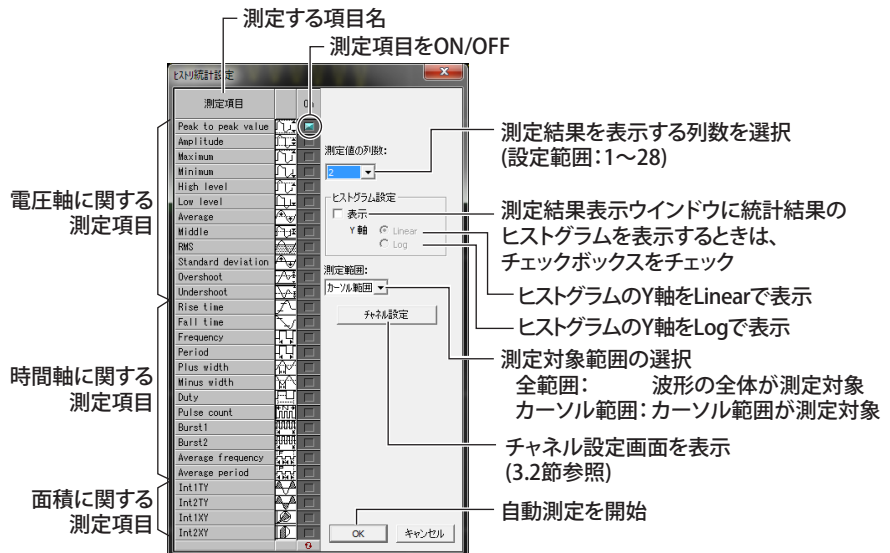 測定する項目名
測定項目をON/OFF
ヒストリ統計設定
測定項目
On
Peak to peak value
Amplitude
Maximum
Minimum
High level
Low level
Average
Middle
RMS
Standard deviation
Overshoot
Undershoot
Rise time
Fall time
Frequency
Period
Plus width
Minus width
Duty
Pulse count
Burst1
Burst2
Average frequency
Average period
Int1TY
Int2TY
Int1XY
Int2XY
電圧軸に関する
測定項目
時間軸に関する
測定項目
面積に関する
測定項目
測定値の列数:
2
ヒストグラム設定
表示
Y 軸
Linear
Log
測定範囲:
カーソル範囲
チャネル設定
OK
キャンセル
測定結果を表示する列数を選択
(設定範囲:1〜28)
測定結果表示ウインドウに統計結果の
ヒストグラムを表示するときは、
チェックボックスをチェック
ヒストグラムのY軸をLinearで表示
ヒストグラムのY軸をLogで表示
測定対象範囲の選択
全範囲: 波形の全体が測定対象
カーソル範囲:カーソル範囲が測定対象
チャネル設定画面を表示
(3.2節参照)
自動測定を開始